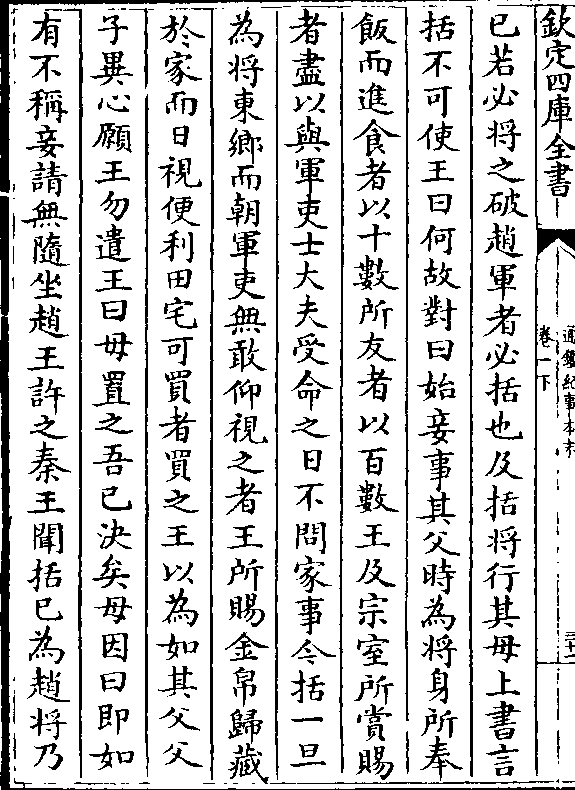 欽定四庫全書
通鑑紀事本末
卷一下
三十二
已若必將之破趙軍者必括也及括將行其母上書言
括不可使王曰何故對曰始妾事其父時為將身所奉
飯而進食者以十數所友者以百數王及宗室所賞賜
者盡以與軍吏士大夫受命之日不問家事今括一旦
為將東鄉而朝軍吏無敢仰視之者王所賜金帛歸藏
於家而日視便利田宅可買者買之王以為如其父父
子異心願王勿遣王曰母置之吾已決矣母因曰即如
有不稱妾請無隨坐趙王許之秦王聞括已為趙將乃